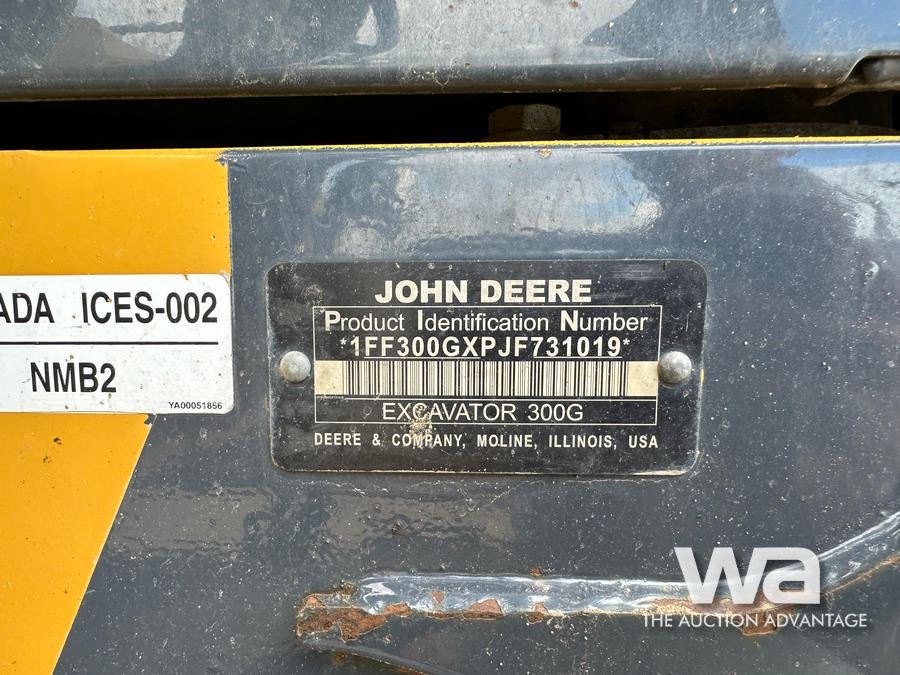 ADA ICES-002
NMB2
YA00051856
JOHN DEERE
Product Identification Number
*1FF300GXPJF731019*
EXCAVATOR 300G
DEERE & COMPANY, MOLINE, ILLINOIS, USA
wa
THE AUCTION ADVANTAGE